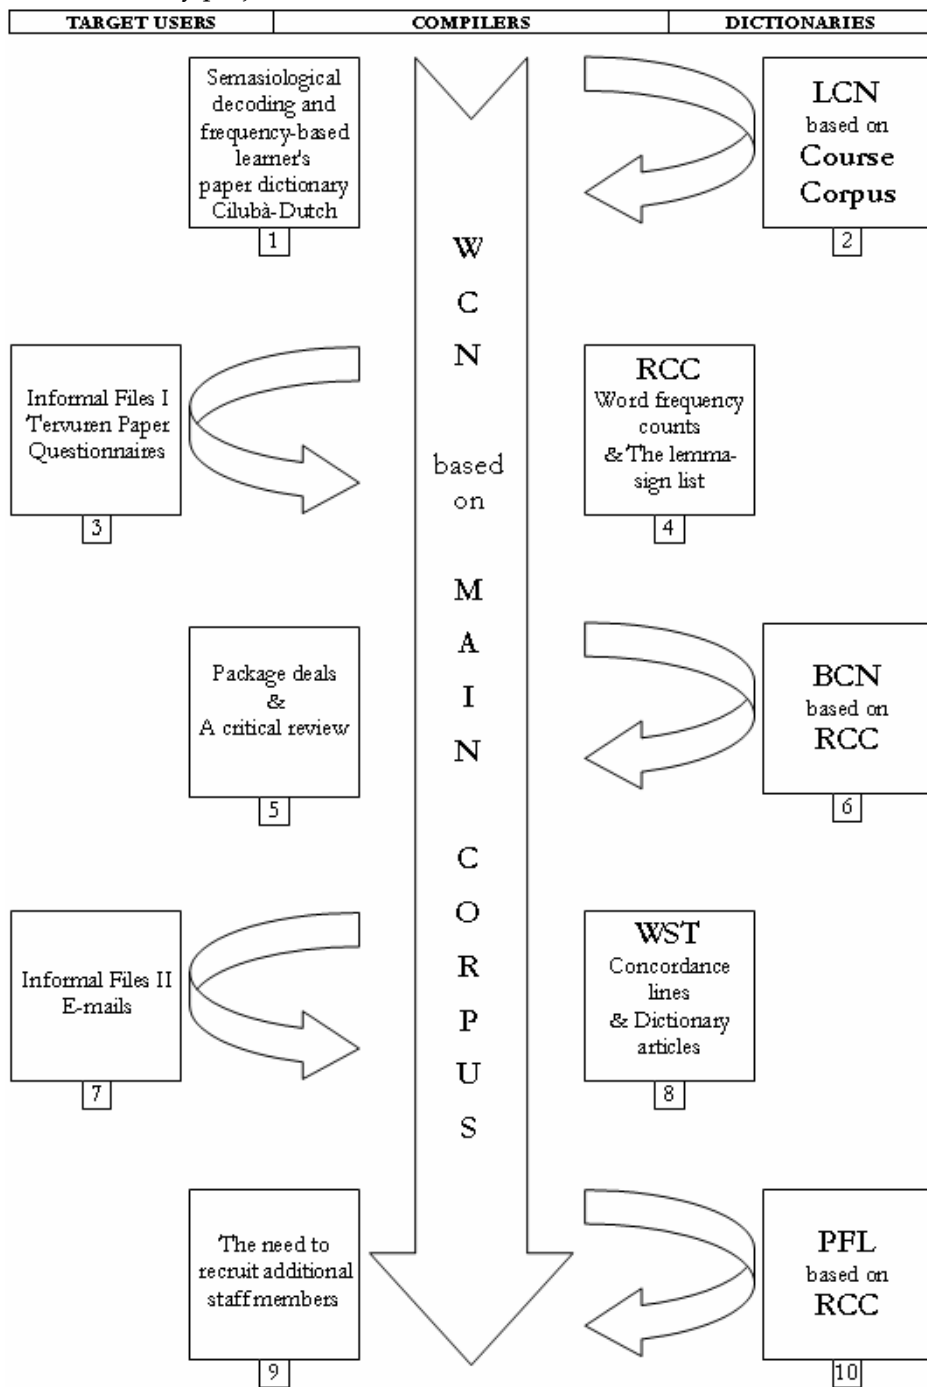 TARGET USERS COMPILERS DICTIONARIES
Semasiological
decoding and
frequency-based
learner's
paper dictionary
Cilubà-Dutch
1
LCN
based on
Course
Corpus
2
Informal Files I
Tervuren Paper
Questionnaires
3
RCC
Word frequency
counts
& The lemma-
sign list
4
Package deals
&
A critical review
5
BCN
based on
RCC
6
Informal Files II
E-mails
7
WST
Concordance
lines
& Dictionary
articles
8
The need to
recruit additional
staff members
9
PFL
based on
RCC
10
W
C
N
based
on
M
A
I
N
C
O
R
P
U
S